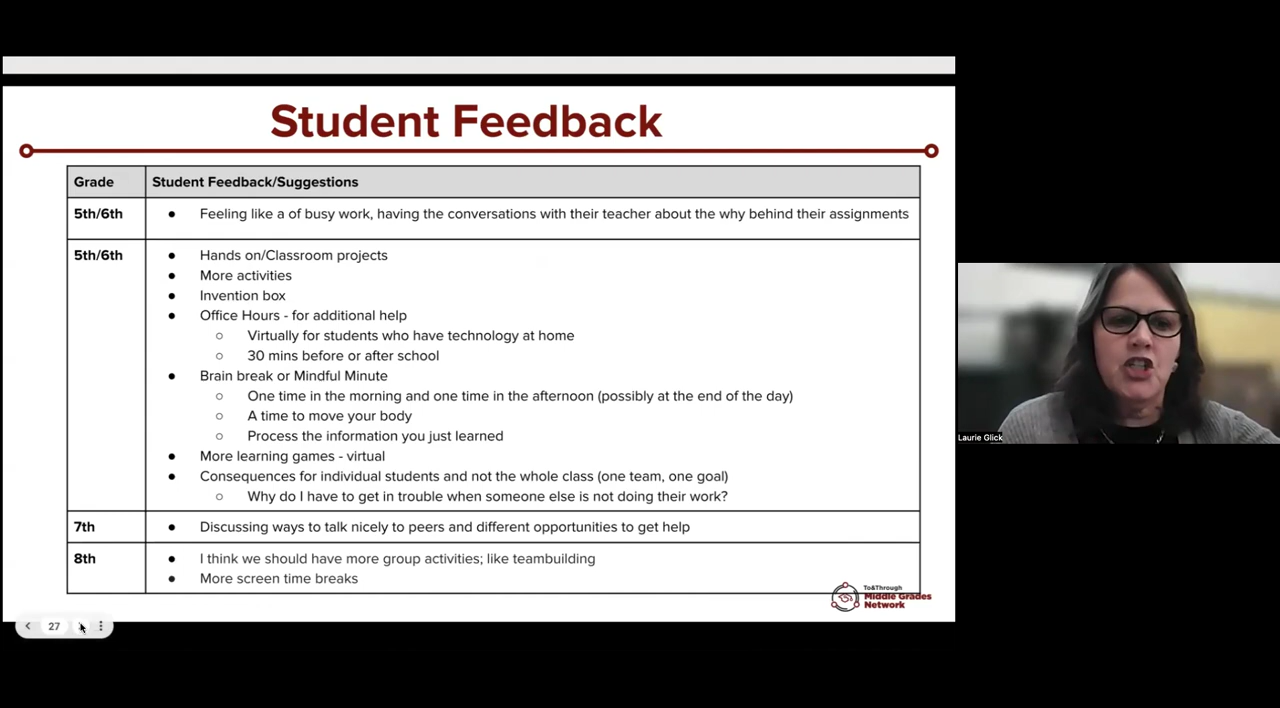 Student Feedback
Grade
Student Feedback/Suggestions
5th/6th
● Feeling like a of busy work, having the conversations with their teacher about the why behind their assignments
5th/6th
● Hands on/Classroom projects
● More activities
● Invention box
● Office Hours - for additional help
○ Virtually for students who have technology at home
○ 30 mins before or after school
● Brain break or Mindful Minute
○ One time in the morning and one time in the afternoon (possibly at the end of the day)
○ A time to move your body
○ Process the information you just learned
● More learning games - virtual
● Consequences for individual students and not the whole class (one team, one goal)
○ Why do I have to get in trouble when someone else is not doing their work?
7th
● Discussing ways to talk nicely to peers and different opportunities to get help
8th
● I think we should have more group activities; like teambuilding
● More screen time breaks
To&Through
Middle Grades
Network
27
Laurie Glick